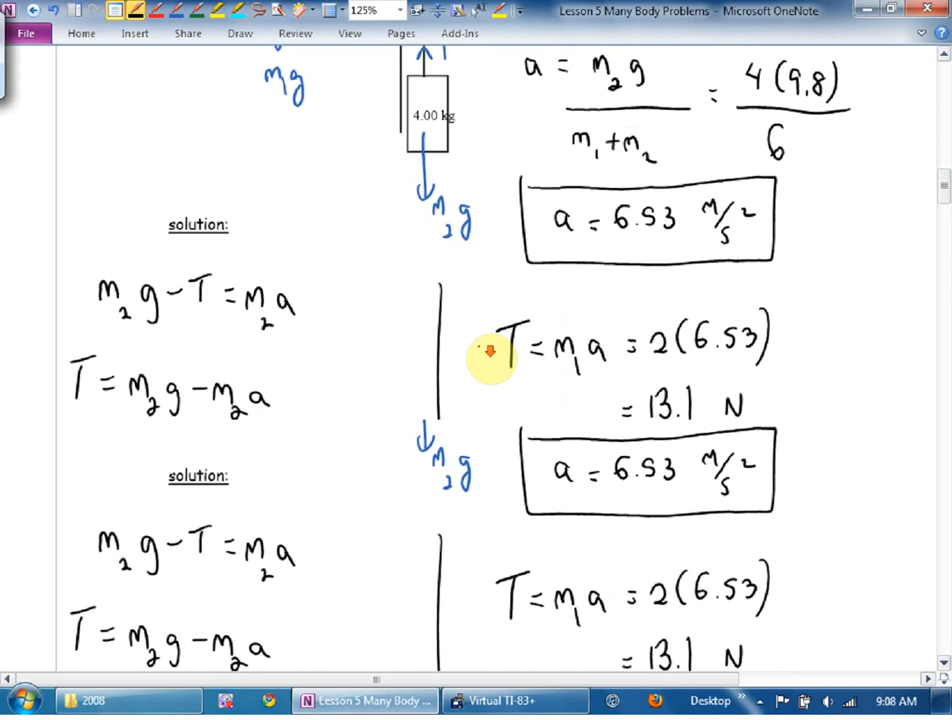 125%
Lesson 5 Many Body Problems - Microsoft OneNote
File Home Insert Share Draw Review View Pages Add-Ins
T
mg
4.00 kg
m₂g
a = m₂g / (m₁ + m₂) = 4(9.8) / 6
a = 6.53 m/s²
solution:
m₂g - T = m₂a
T = m₂g - m₂a
T = m₁a = 2(6.53)
= 13.1 N
m₂g
a = 6.53 m/s²
solution:
m₂g - T = m₂a
T = m₂g - m₂a
T = m₁a = 2(6.53)
= 13.1 N
2008
Lesson 5 Many Body ...
Virtual TI-83+
Desktop
9:08 AM